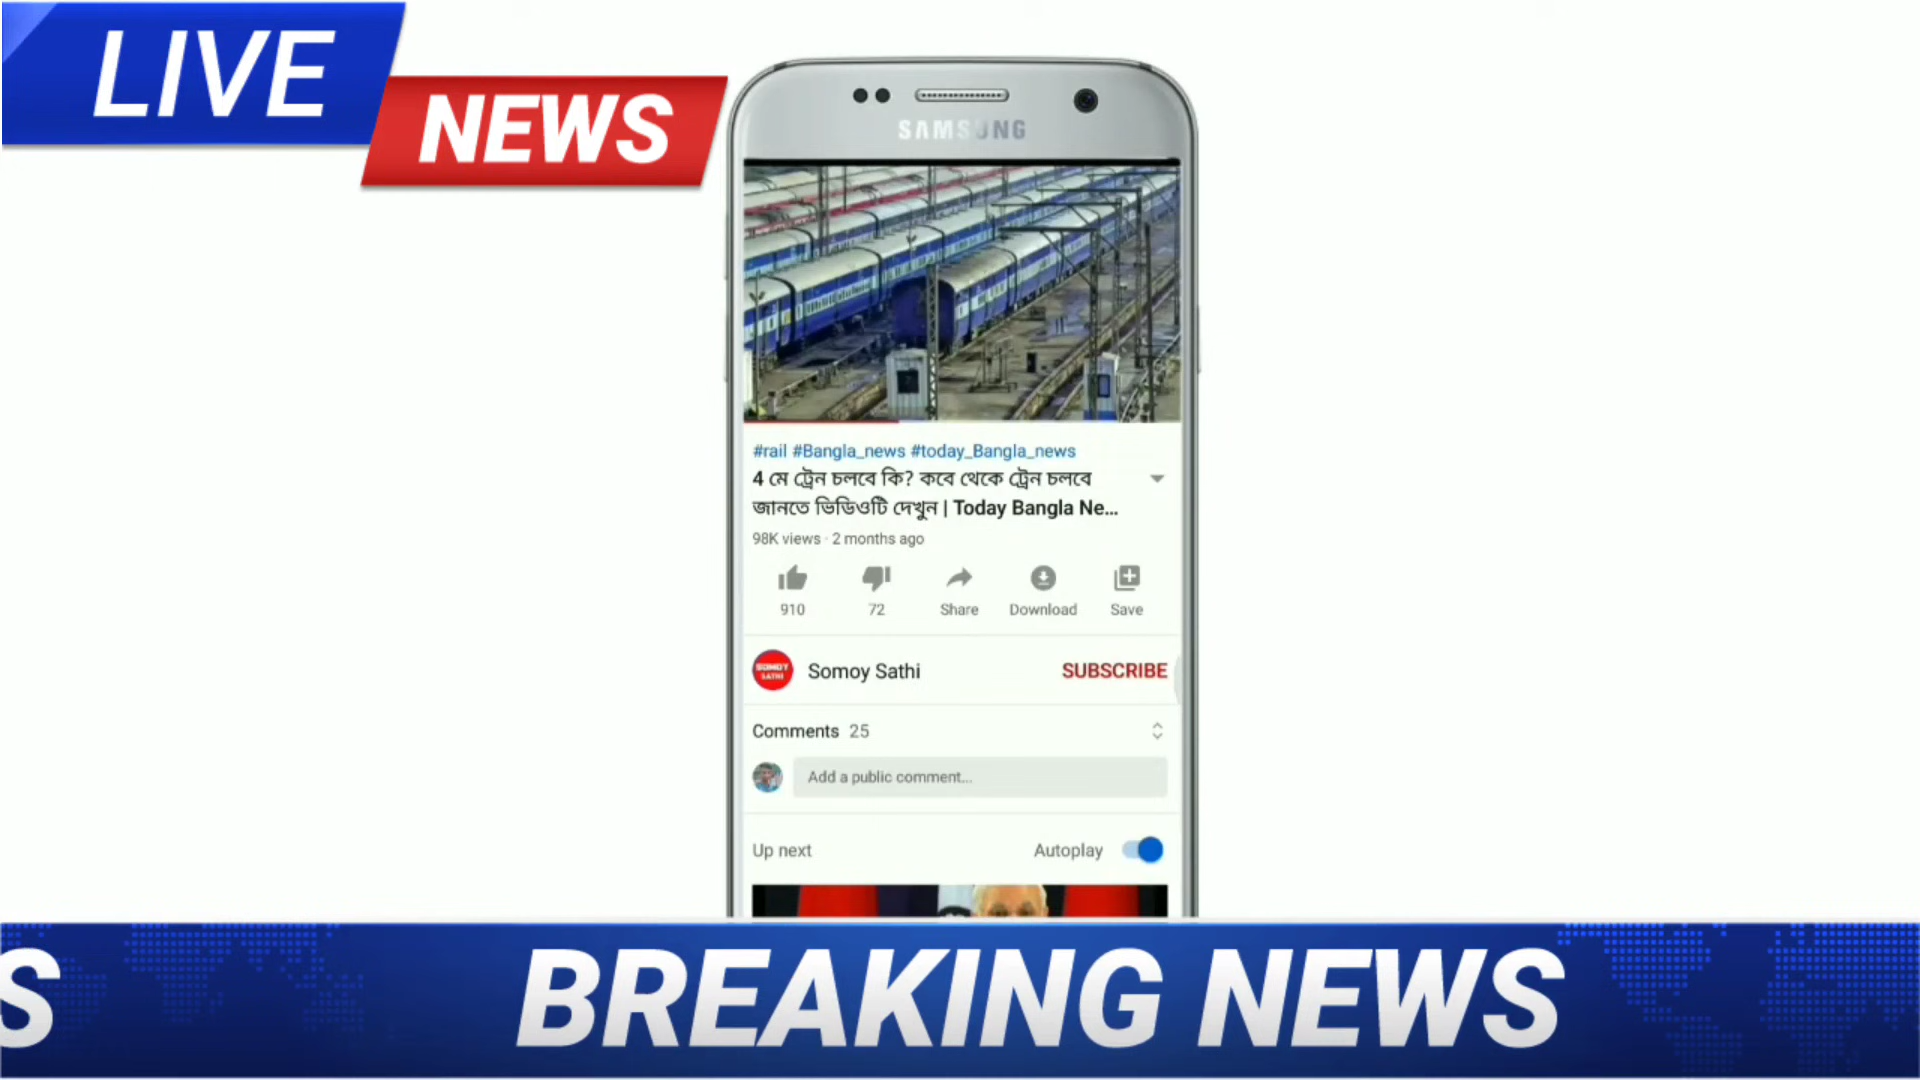 LIVE
NEWS
SAMSUNG
#rail #Bangla_news #today_Bangla_news
4 মে ট্রেন চলবে কি? কবে থেকে ট্রেন চলবে
জানতে ভিডিওটি দেখুন | Today Bangla Ne...
98K views · 2 months ago
910
72
Share
Download
Save
SOMOY
SATHI
Somoy Sathi
SUBSCRIBE
Comments 25
Add a public comment...
Up next
Autoplay
S BREAKING NEWS